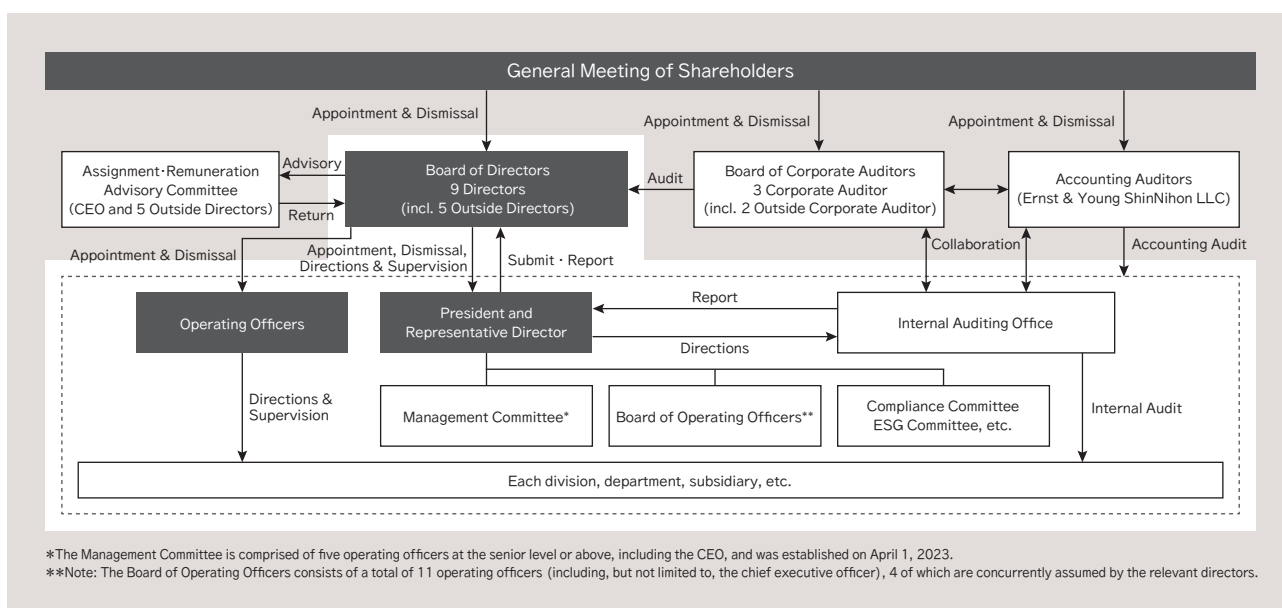 General Meeting of Shareholders
Appointment & Dismissal
Appointment & Dismissal
Appointment & Dismissal
Assignment・Remuneration
Advisory Committee
(CEO and 5 Outside Directors)
Advisory
Return
Board of Directors
9 Directors
(incl. 5 Outside Directors)
Audit
Board of Corporate Auditors
3 Corporate Auditor
(incl. 2 Outside Corporate Auditor)
Accounting Auditors
(Ernst & Young ShinNihon LLC)
Appointment & Dismissal
Appointment, Dismissal,
Directions & Supervision
Submit・Report
Collaboration
Accounting Audit
Operating Officers
President and
Representative Director
Report
Directions
Internal Auditing Office
Directions &
Supervision
Management Committee*
Board of Operating Officers**
Compliance Committee
ESG Committee, etc.
Internal Audit
Each division, department, subsidiary, etc.
*The Management Committee is comprised of five operating officers at the senior level or above, including the CEO, and was established on April 1, 2023.
**Note: The Board of Operating Officers consists of a total of 11 operating officers (including, but not limited to, the chief executive officer), 4 of which are concurrently assumed by the relevant directors.